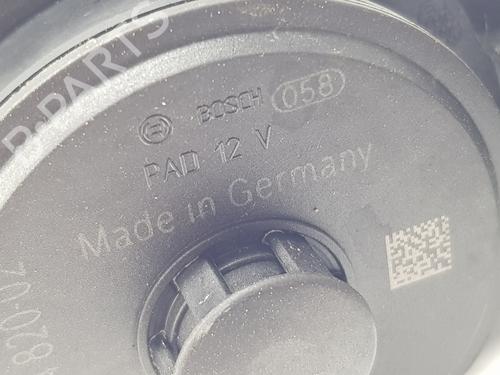 BOSCH 058
PAD 12 V
Made in Germany